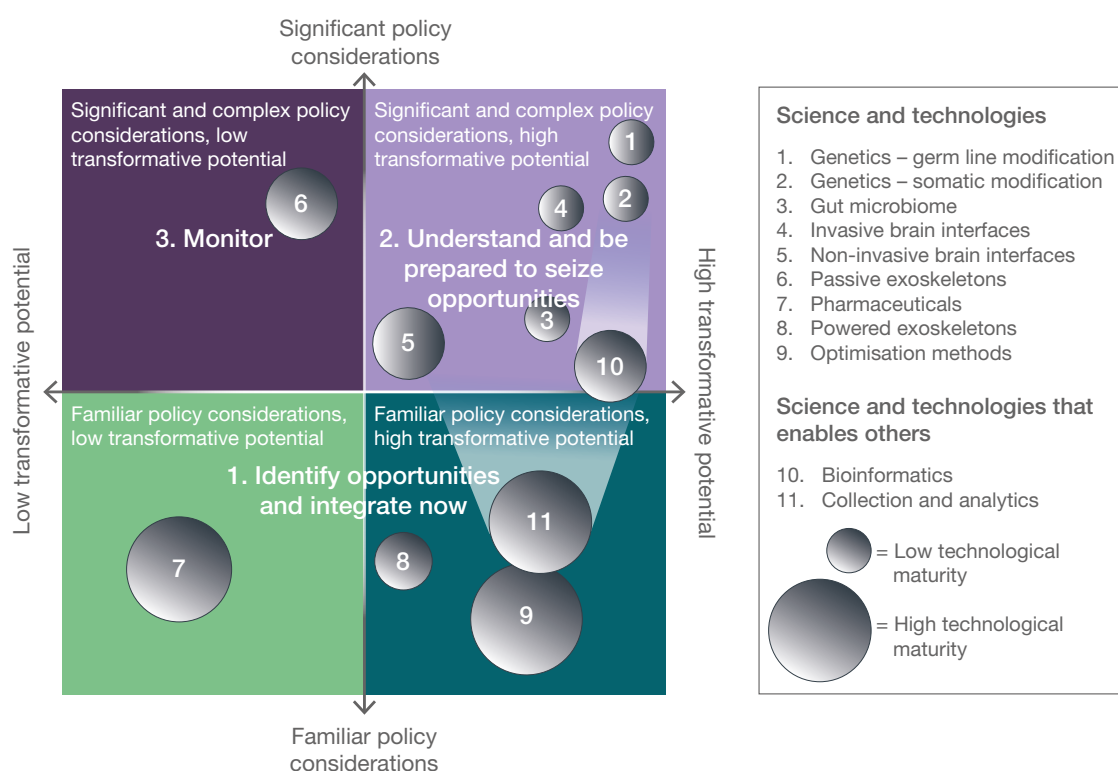 Significant policy
considerations
Significant and complex policy
considerations, low
transformative potential
Significant and complex policy
considerations, high
transformative potential
1
2
6
4
3. Monitor
2. Understand and be
prepared to seize
opportunities
3
5
10
Low transformative potential
High transformative potential
Familiar policy considerations,
low transformative potential
Familiar policy considerations,
high transformative potential
1. Identify opportunities
and integrate now
11
8
7
9
Familiar policy
considerations
Science and technologies
1. Genetics – germ line modification
2. Genetics – somatic modification
3. Gut microbiome
4. Invasive brain interfaces
5. Non-invasive brain interfaces
6. Passive exoskeletons
7. Pharmaceuticals
8. Powered exoskeletons
9. Optimisation methods
Science and technologies that
enables others
10. Bioinformatics
11. Collection and analytics
= Low technological
maturity
= High technological
maturity